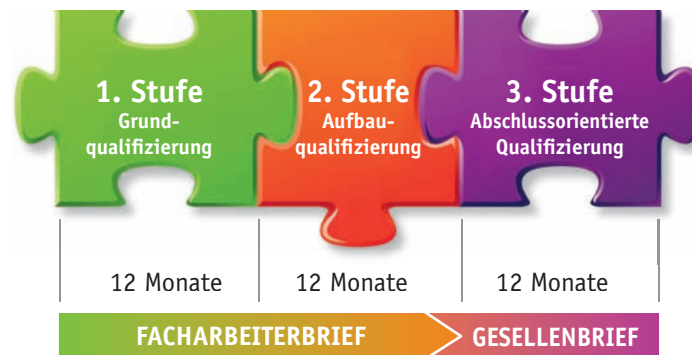 1. Stufe
Grund-
qualifizierung
2. Stufe
Aufbau-
qualifizierung
3. Stufe
Abschlussorientierte
Qualifizierung
12 Monate
12 Monate
12 Monate
FACHARBEITERBRIEF
GESELLENBRIEF